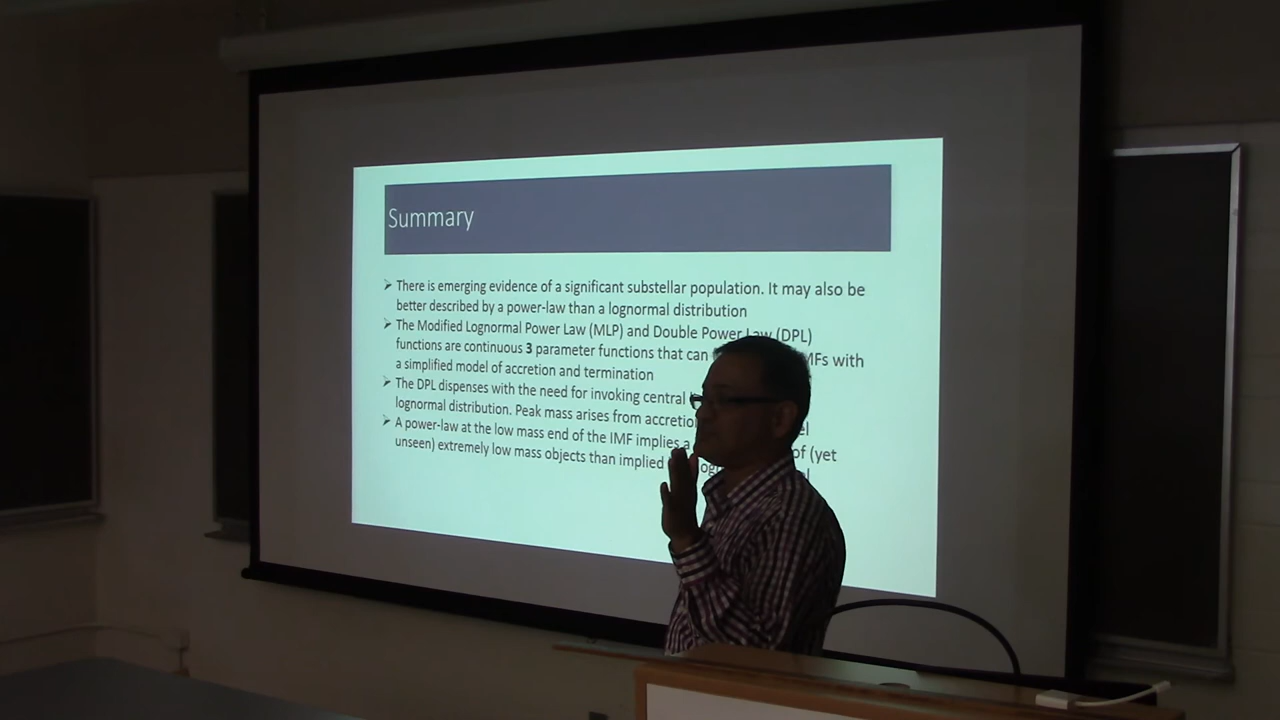 Summary
➢ There is emerging evidence of a significant substellar population. It may also be
better described by a power-law than a lognormal distribution
➢ The Modified Lognormal Power Law (MLP) and Double Power Law (DPL)
functions are continuous 3 parameter functions that can MFs with
a simplified model of accretion and termination
➢ The DPL dispenses with the need for invoking central
lognormal distribution. Peak mass arises from
➢ A power-law at the low mass end of the IMF implies a of (yet
unseen) extremely low mass objects than implied